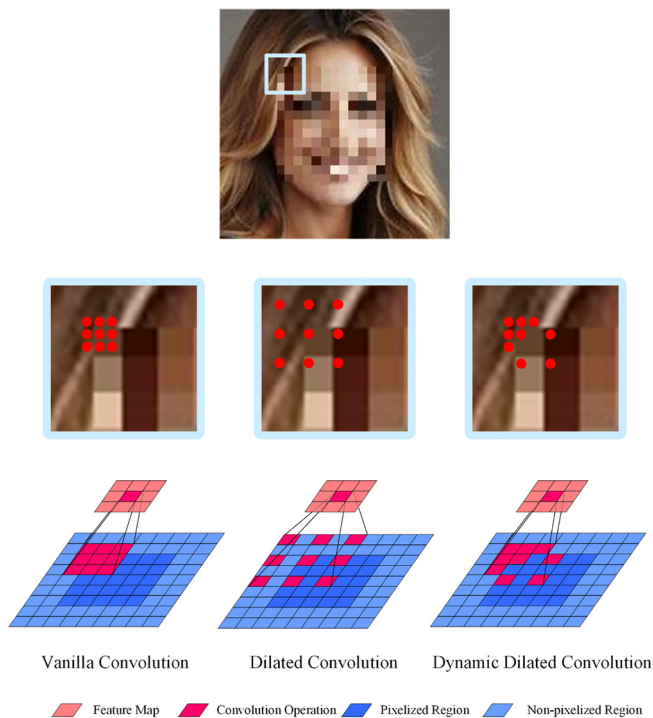 Vanilla Convolution
Dilated Convolution
Dynamic Dilated Convolution
Feature Map
Convolution Operation
Pixelized Region
Non-pixelized Region